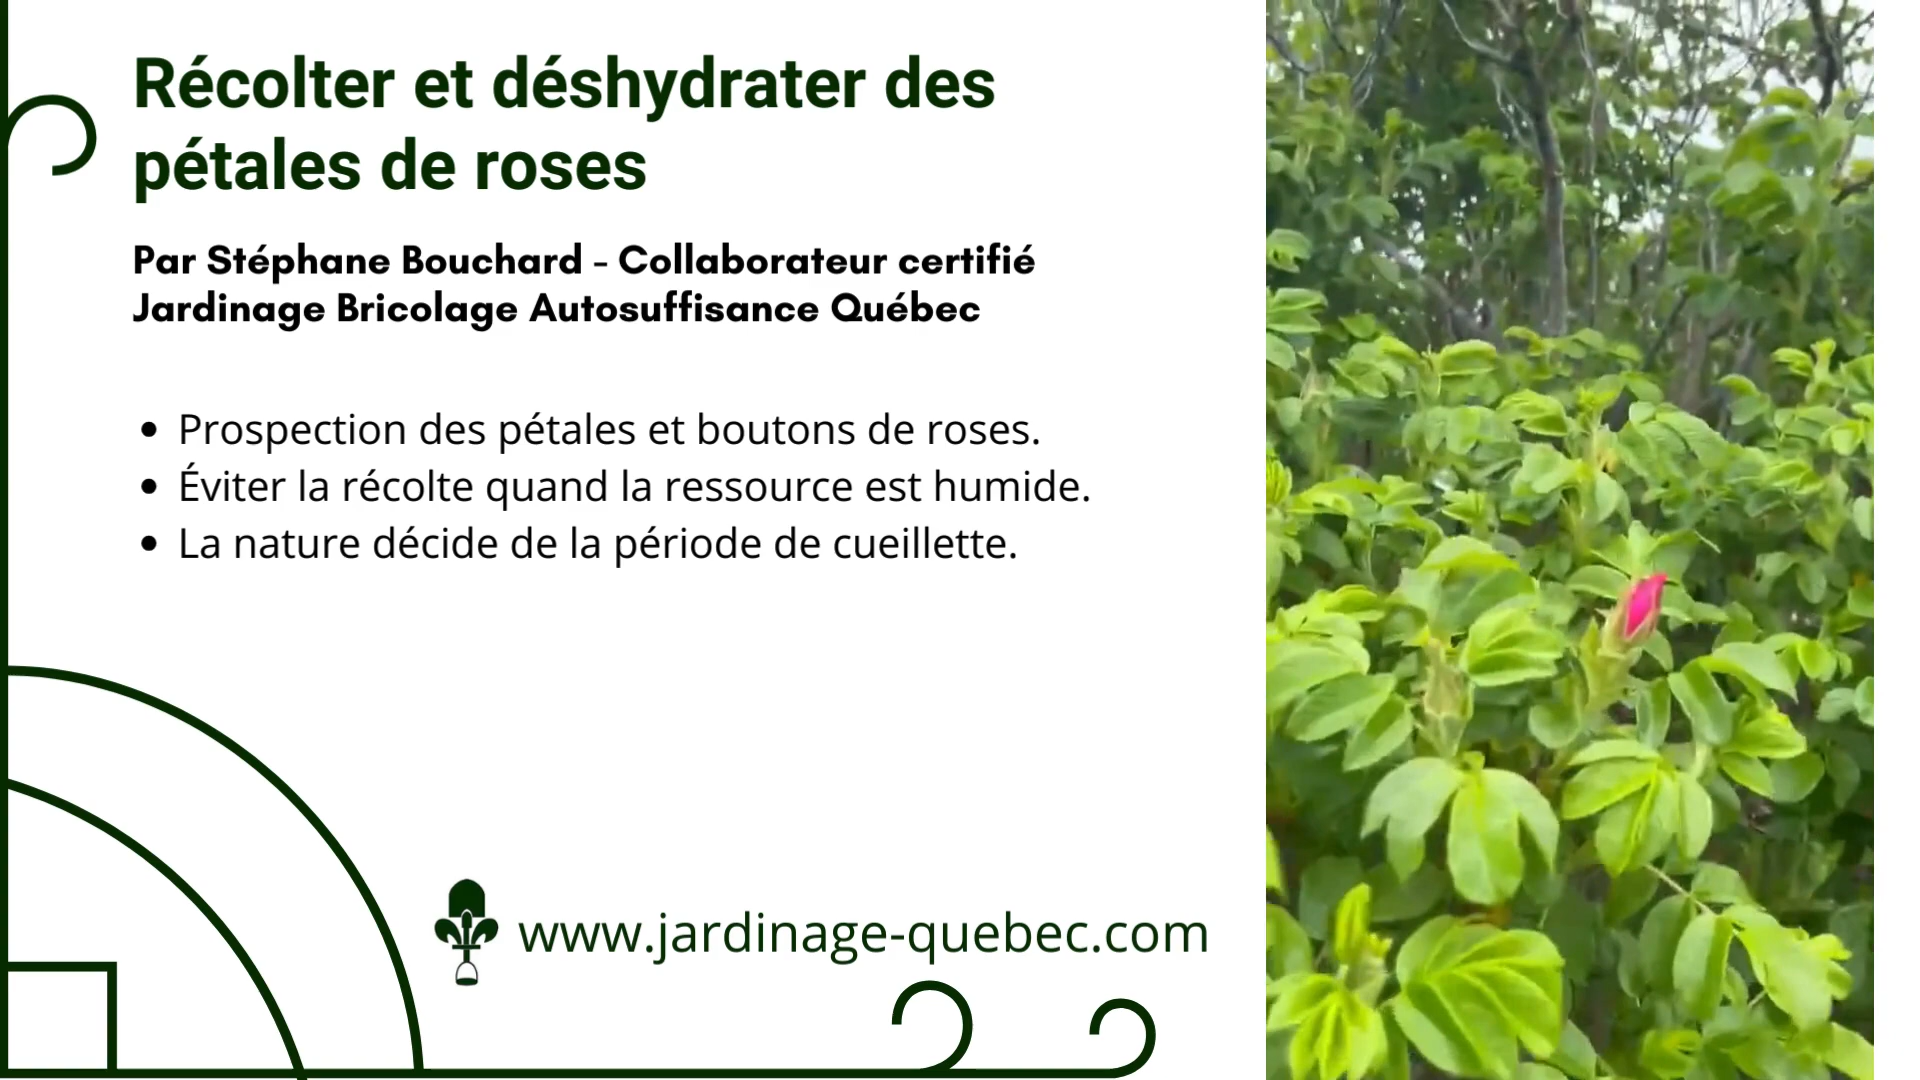 Récolter et déshydrater des
pétales de roses
Par Stéphane Bouchard - Collaborateur certifié
Jardinage Bricolage Autosuffisance Québec
• Prospection des pétales et boutons de roses.
• Éviter la récolte quand la ressource est humide.
• La nature décide de la période de cueillette.
www.jardinage-quebec.com